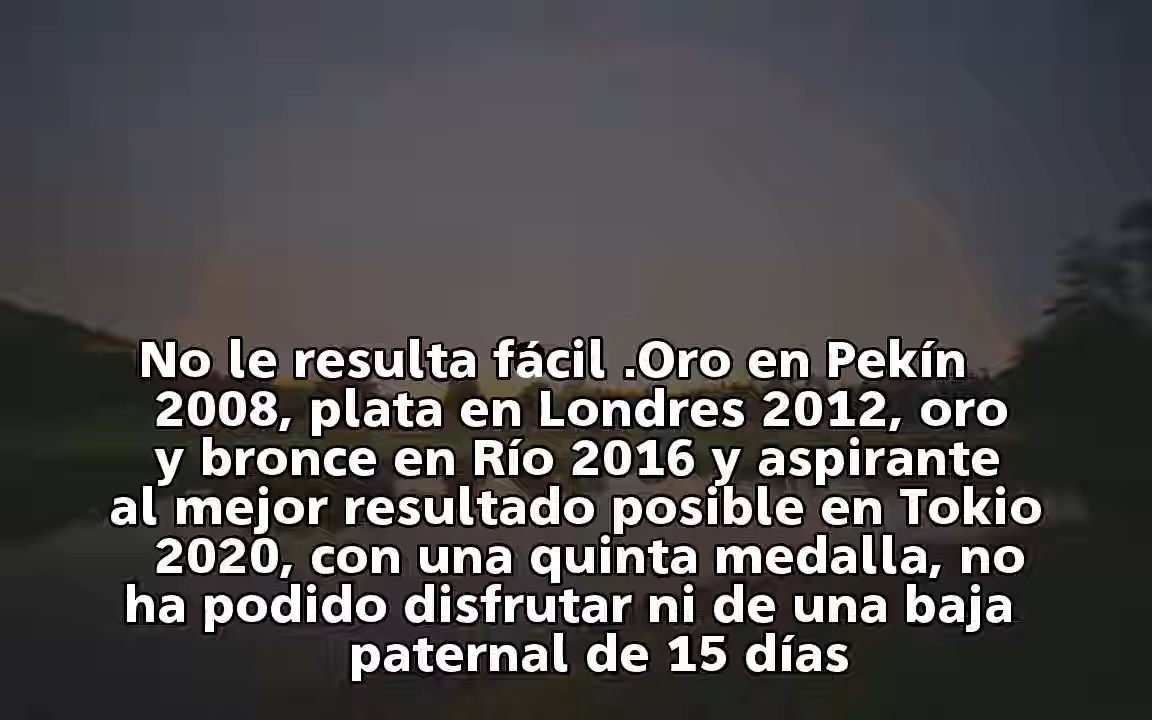 No le resulta fácil .Oro en Pekín
2008, plata en Londres 2012, oro
y bronce en Río 2016 y aspirante
al mejor resultado posible en Tokio
2020, con una quinta medalla, no
ha podido disfrutar ni de una baja
paternal de 15 días